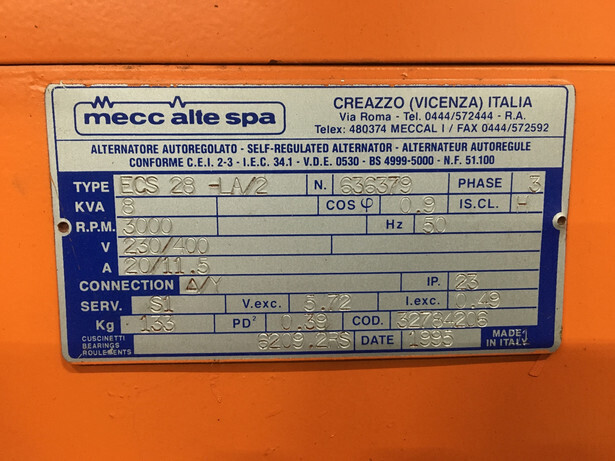 mecc alte spa
CREAZZO (VICENZA) ITALIA
Via Roma - Tel. 0444/572444 - R.A.
Telex: 480374 MECCAL I / FAX 0444/572592
ALTERNATORE AUTOREGOLATO - SELF-REGULATED ALTERNATOR - ALTERNATEUR AUTOREGULE
CONFORME C.E.I. 2-3 - I.E.C. 34.1 - V.D.E. 0530 - BS 4999-5000 - N.F. 51.100
TYPE ECS 28 -LA/2 N. 636379 PHASE 3
KVA 8 COS φ 0.9 IS.CL. H
R.P.M. 3000 Hz 50
V 230/400
A 20/11.5
CONNECTION Δ/Y IP. 23
SERV. S1 V.exc. 5.72 I.exc. 0.49
Kg 133 PD² 0.39 COD. 32764206
CUSCINETTI
BEARINGS
ROULEMENTS
6209.2RS DATE 1995 MADE
IN ITALY